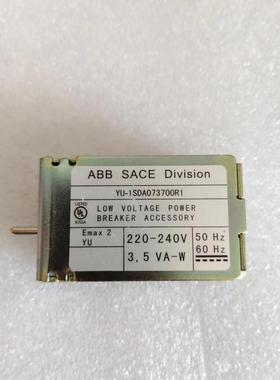 ABB SACE Division
YU-1SDA073700R1
LISTED
LOW VOLTAGE POWER
BREAKER ACCESSORY
Emax 2
YU
220-240V
3,5 VA-W
50 Hz
60 Hz